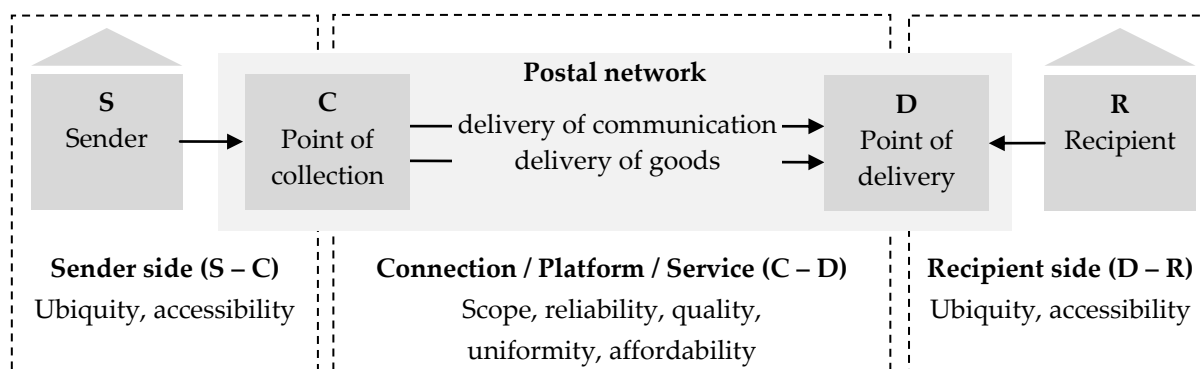 Postal network
S
Sender
C
Point of
collection
delivery of communication
delivery of goods
D
Point of
delivery
R
Recipient
Sender side (S – C)
Ubiquity, accessibility
Connection / Platform / Service (C – D)
Scope, reliability, quality,
uniformity, affordability
Recipient side (D – R)
Ubiquity, accessibility